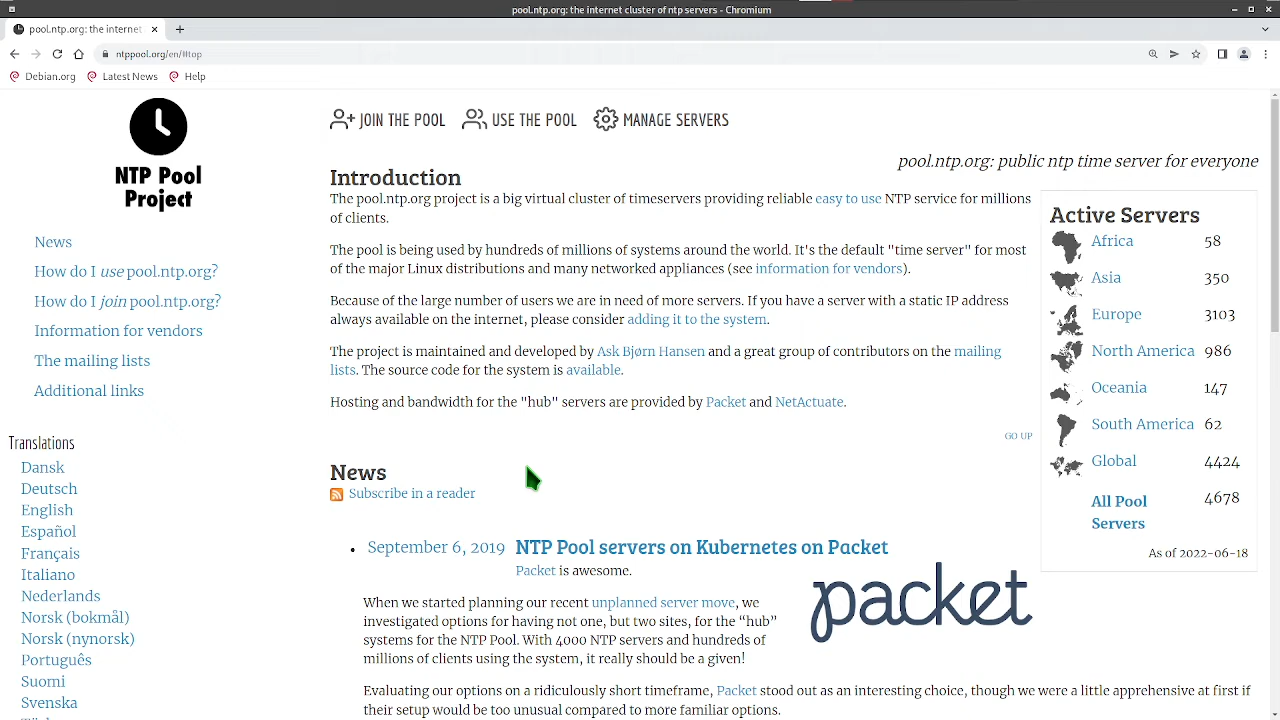 pool.ntp.org: the internet cluster of ntp servers - Chromium
pool.ntp.org: the internet
ntppool.org/en/#top
Debian.org
Latest News
Help
NTP Pool
Project
News
How do I use pool.ntp.org?
How do I join pool.ntp.org?
Information for vendors
The mailing lists
Additional links
Translations
Dansk
Deutsch
English
Español
Français
Italiano
Nederlands
Norsk (bokmål)
Norsk (nynorsk)
Português
Suomi
Svenska
JOIN THE POOL USE THE POOL MANAGE SERVERS
pool.ntp.org: public ntp time server for everyone
Introduction
The pool.ntp.org project is a big virtual cluster of timeservers providing reliable easy to use NTP service for millions
of clients.
The pool is being used by hundreds of millions of systems around the world. It's the default "time server" for most
of the major Linux distributions and many networked appliances (see information for vendors).
Because of the large number of users we are in need of more servers. If you have a server with a static IP address
always available on the internet, please consider adding it to the system.
The project is maintained and developed by Ask Bjørn Hansen and a great group of contributors on the mailing
lists. The source code for the system is available.
Hosting and bandwidth for the "hub" servers are provided by Packet and NetActuate.
GO UP
Active Servers
Africa 58
Asia 350
Europe 3103
North America 986
Oceania 147
South America 62
Global 4424
All Pool
Servers 4678
As of 2022-06-18
News
Subscribe in a reader
September 6, 2019 NTP Pool servers on Kubernetes on Packet
Packet is awesome.
packet
When we started planning our recent unplanned server move, we
investigated options for having not one, but two sites, for the “hub”
systems for the NTP Pool. With 4000 NTP servers and hundreds of
millions of clients using the system, it really should be a given!
Evaluating our options on a ridiculously short timeframe, Packet stood out as an interesting choice, though we were a little apprehensive at first if
their setup would be too unusual compared to more familiar options.